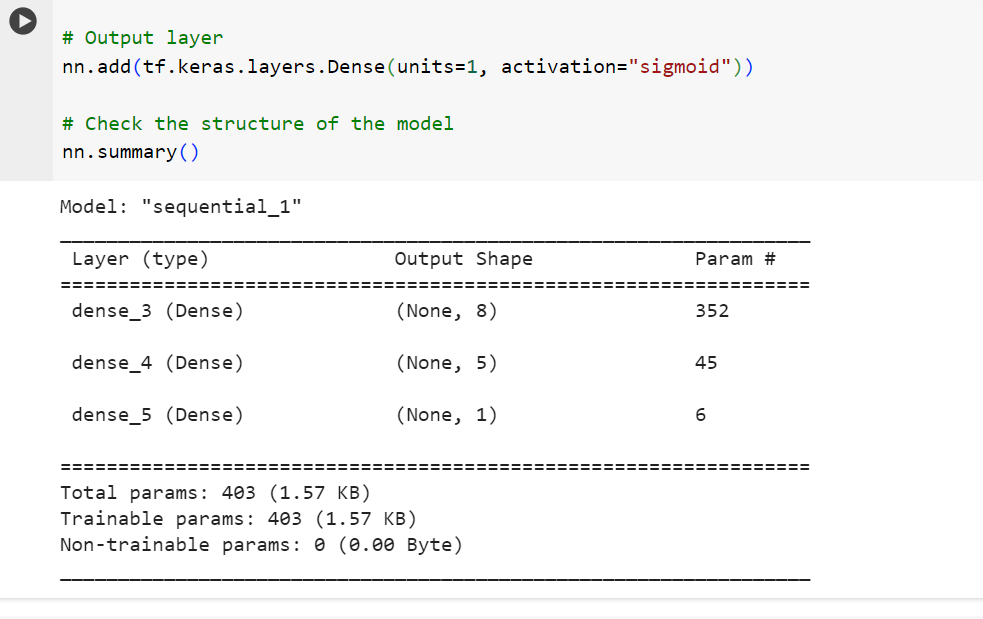 # Output layer
nn.add(tf.keras.layers.Dense(units=1, activation="sigmoid"))
# Check the structure of the model
nn.summary()
Model: "sequential_1"
_________________________________________________________________
Layer (type) Output Shape Param #
=================================================================
dense_3 (Dense) (None, 8) 352
dense_4 (Dense) (None, 5) 45
dense_5 (Dense) (None, 1) 6
=================================================================
Total params: 403 (1.57 KB)
Trainable params: 403 (1.57 KB)
Non-trainable params: 0 (0.00 Byte)
_________________________________________________________________